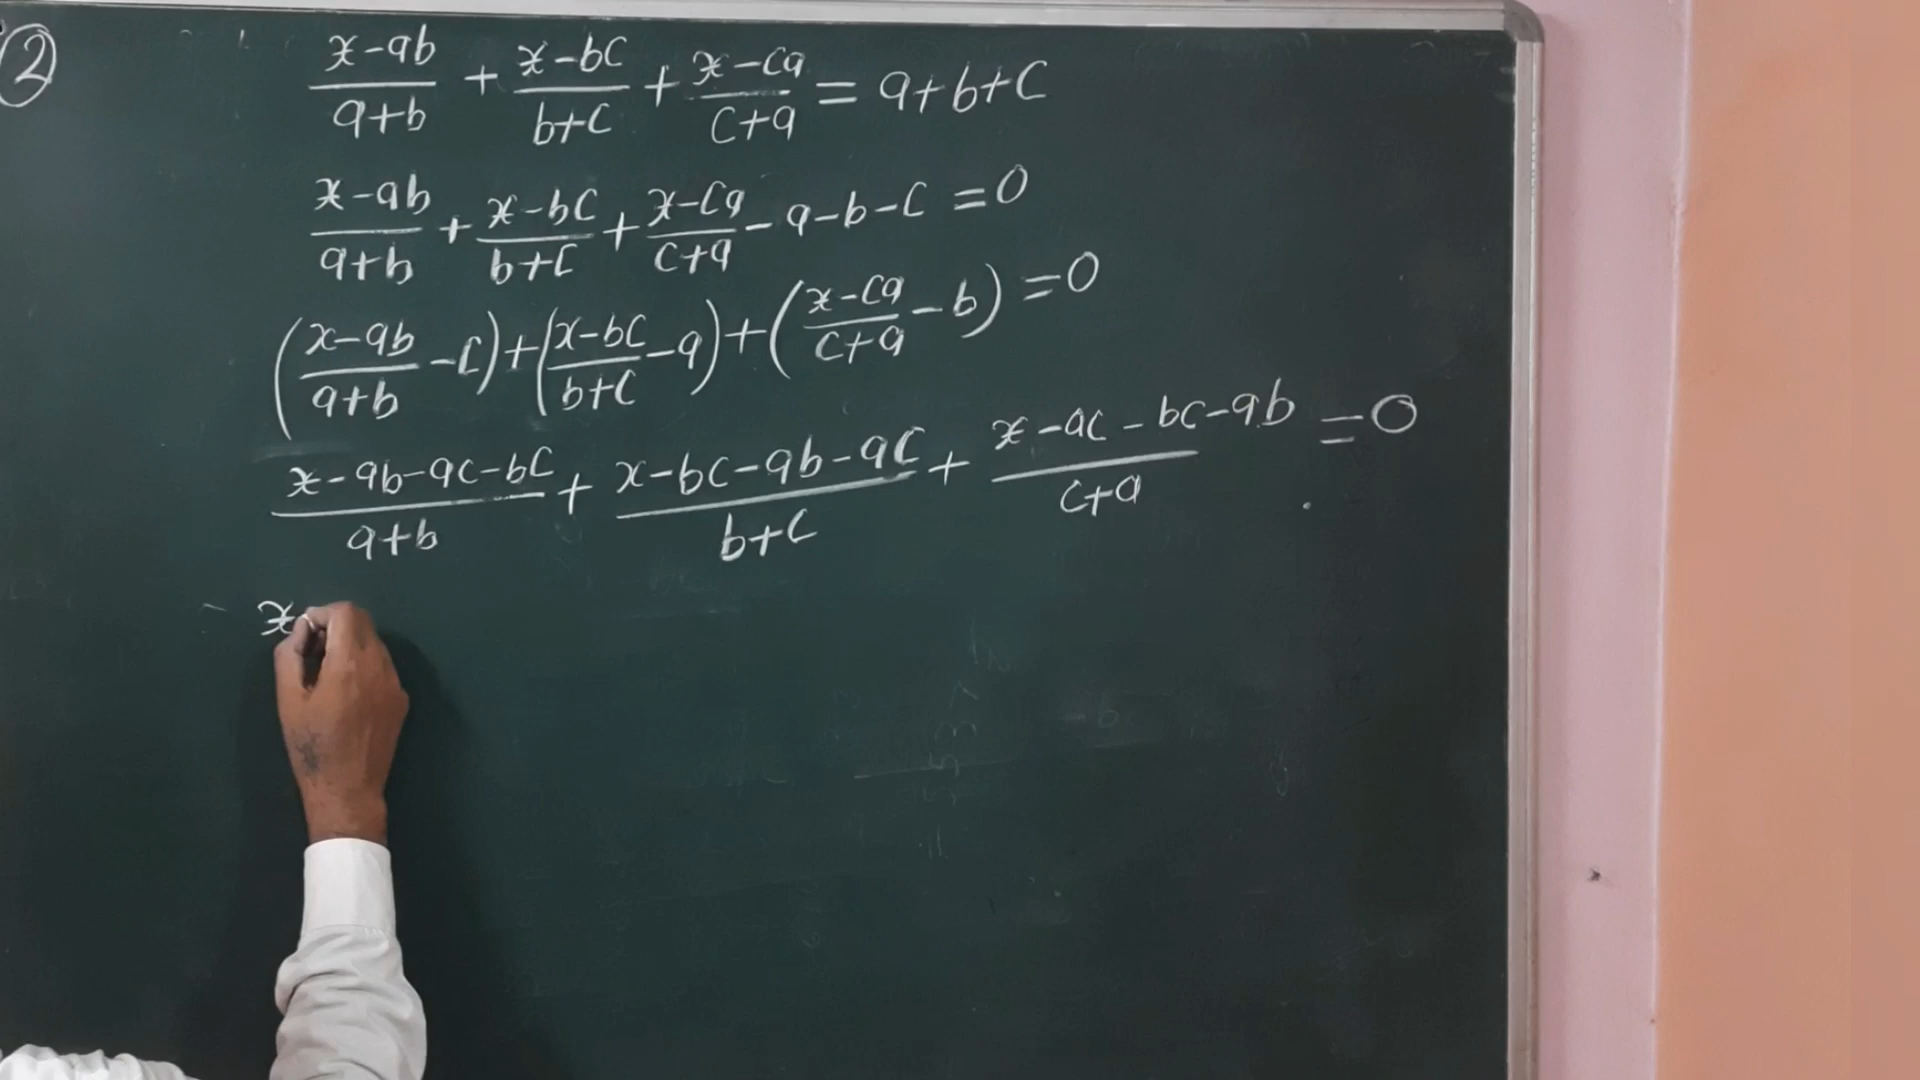 ② (x-ab)/(a+b) + (x-bc)/(b+c) + (x-ca)/(c+a) = a+b+c
(x-ab)/(a+b) + (x-bc)/(b+c) + (x-ca)/(c+a) -a-b-c = 0
((x-ab)/(a+b) -c) + ((x-bc)/(b+c) -a) + ((x-ca)/(c+a) -b) = 0
(x-ab-ac-bc)/(a+b) + (x-bc-ab-ac)/(b+c) + (x-ac-bc-ab)/(c+a) = 0
x